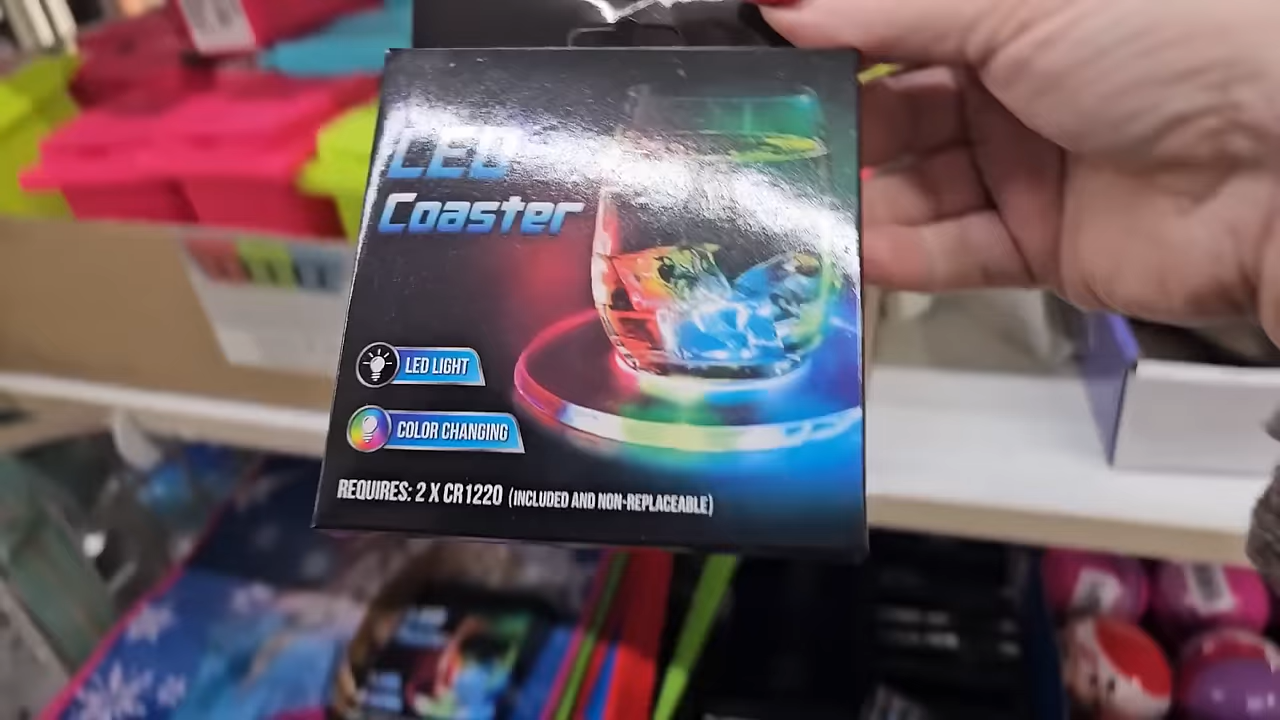 LED
Coaster
LED LIGHT
COLOR CHANGING
REQUIRES: 2 X CR1220 (INCLUDED AND NON-REPLACEABLE)